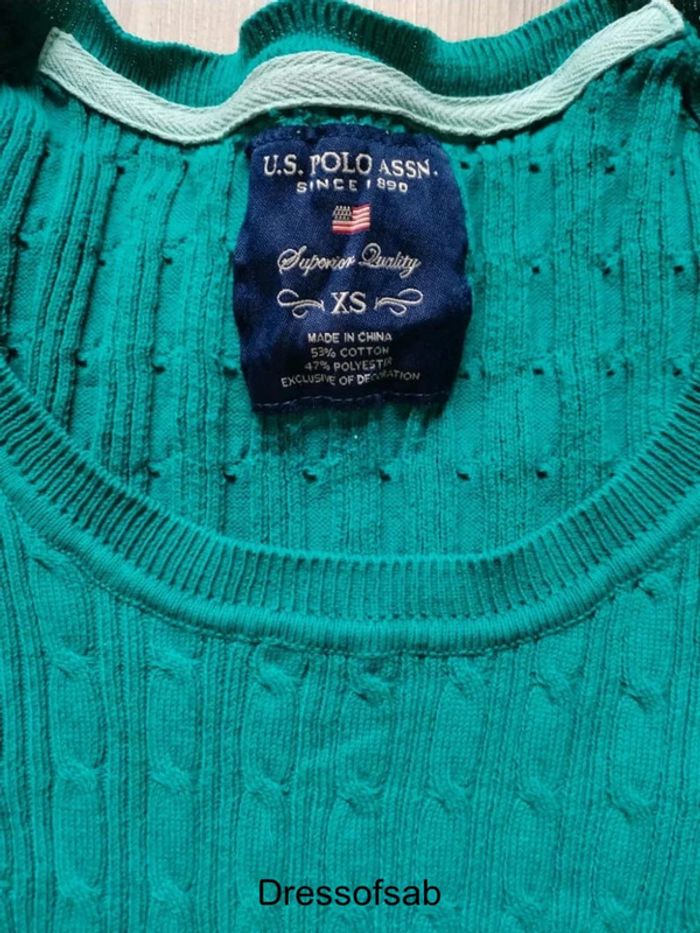 U.S. POLO ASSN.
SINCE 1890
Superior Quality
XS
MADE IN CHINA
53% COTTON
47% POLYESTER
EXCLUSIVE OF DECORATION
Dressofsab